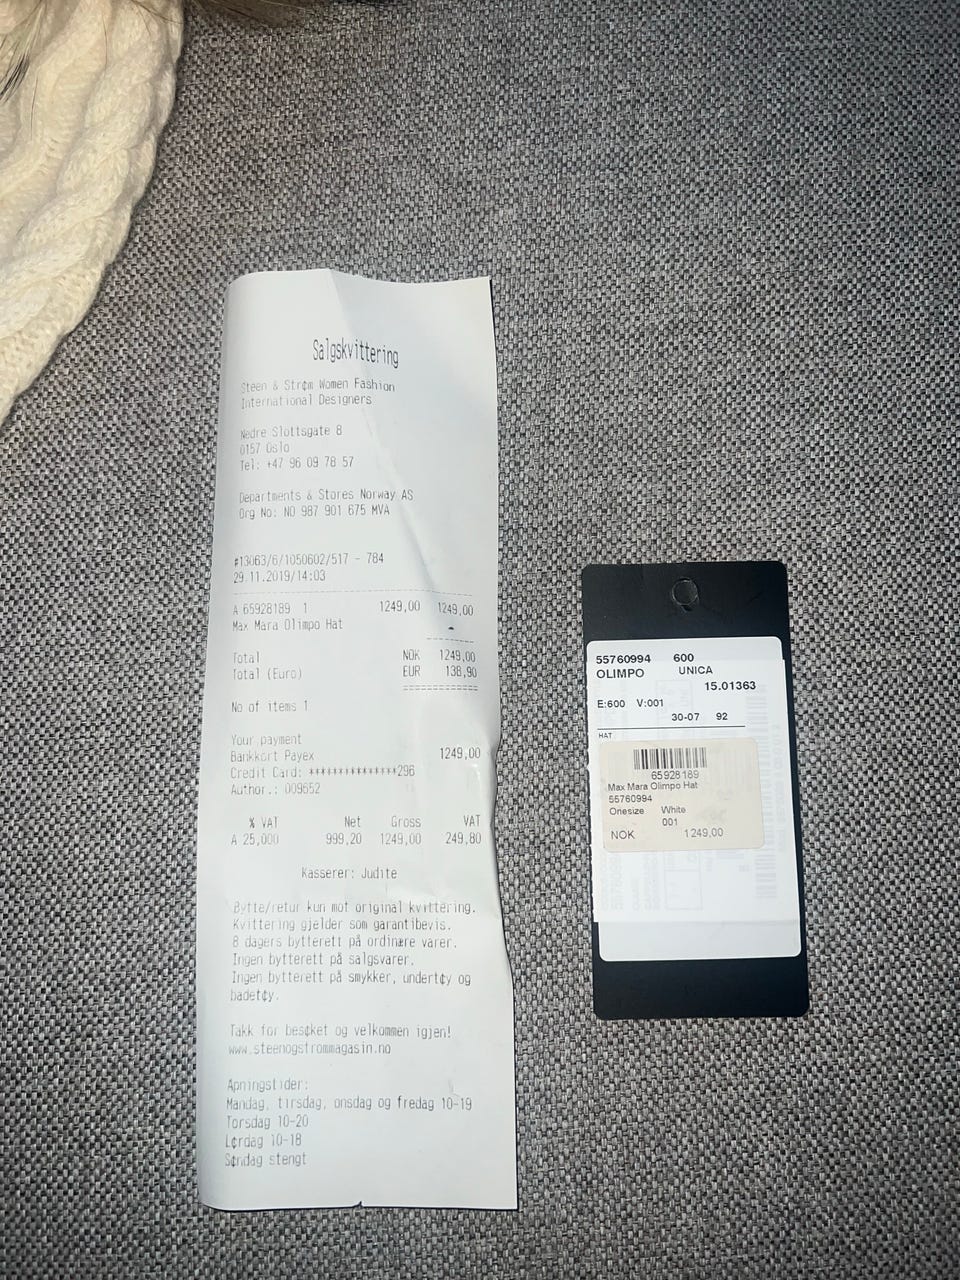 Salgskvittering
Steen & Str¢m Women Fashion
International Designers
Nedre Slottsgate 8
0157 Oslo
Tel: +47 96 09 78 57
Departments & Stores Norway AS
Org No: NO 987 901 675 MVA
#13063/6/1050602/517 - 784
29.11.2019/14:03
A 65928189 1 1249,00 1249,00
Max Mara Olimpo Hat
Total NOK 1249,00
Total (Euro) EUR 138,90
No of items 1
Your payment
Bankkort Payex 1249,00
Credit Card: ***************296
Author.: 009652
% VAT Net Gross VAT
A 25,000 999,20 1249,00 249,80
Kasserer: Judite
Bytte/retur kun mot original kvittering.
Kvittering gjelder som garantibevis.
8 dagers bytterett på ordinære varer.
Ingen bytterett på salgsvarer.
Ingen bytterett på smykker, undert¢y og
badet¢y.
Takk for bes¢ket og velkommen igjen!
www.steenogstrommagasin.no
Apningstider:
Mandag, tirsdag, onsdag og fredag 10-19
Torsdag 10-20
L¢rdag 10-18
S¢ndag stengt
55760994 600
OLIMPO UNICA
15.01363
E:600 V:001
30-07 92
HAT
65928189
Max Mara Olimpo Hat
55760994
Onesize White
001
NOK 1249,00